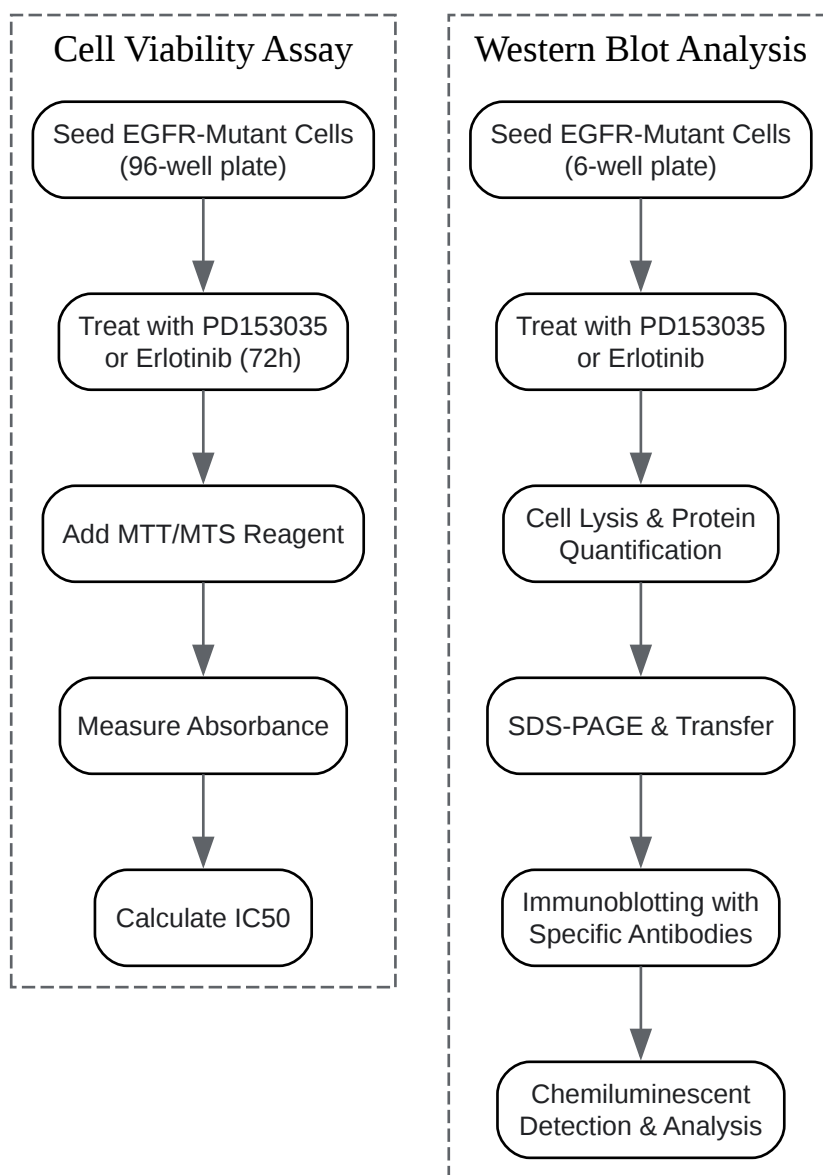 Cell Viability Assay
Seed EGFR-Mutant Cells
(96-well plate)
Treat with PD153035
or Erlotinib (72h)
Add MTT/MTS Reagent
Measure Absorbance
Calculate IC50
Western Blot Analysis
Seed EGFR-Mutant Cells
(6-well plate)
Treat with PD153035
or Erlotinib
Cell Lysis & Protein
Quantification
SDS-PAGE & Transfer
Immunoblotting with
Specific Antibodies
Chemiluminescent
Detection & Analysis